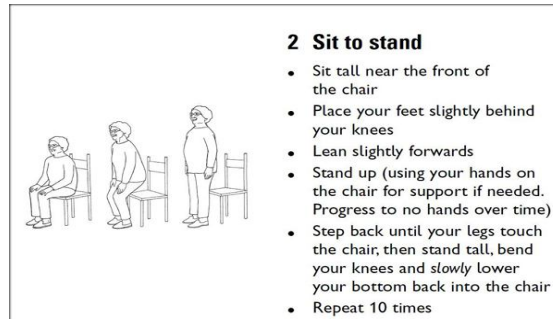 2 Sit to stand
• Sit tall near the front of
the chair
• Place your feet slightly behind
your knees
• Lean slightly forwards
• Stand up (using your hands on
the chair for support if needed.
Progress to no hands over time)
• Step back until your legs touch
the chair, then stand tall, bend
your knees and slowly lower
your bottom back into the chair
• Repeat 10 times